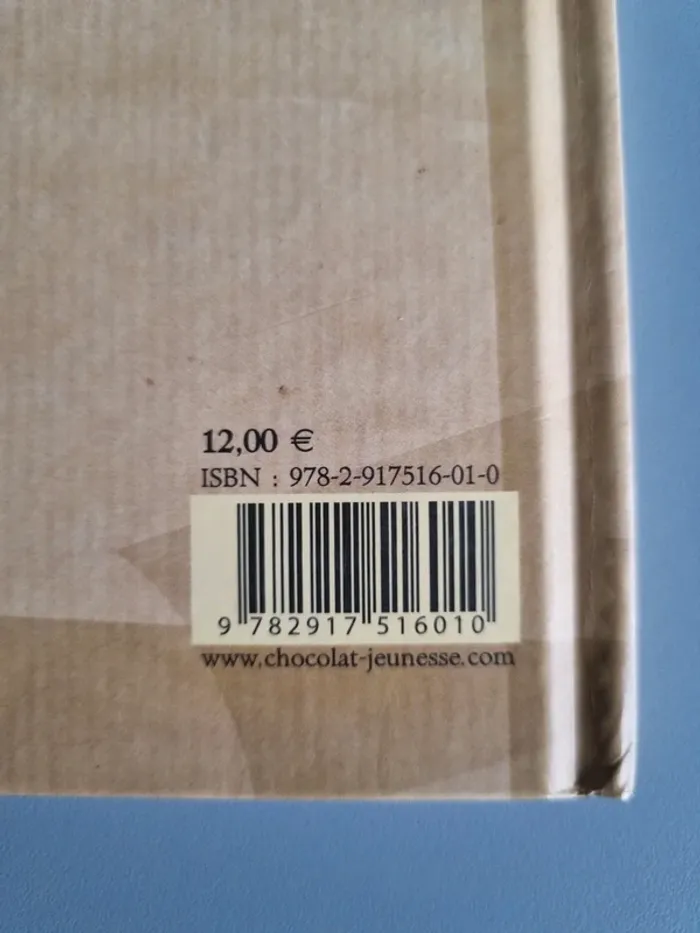 12,00 €
ISBN : 978-2-917516-01-0
9 782917 516010
www.chocolat-jeunesse.com